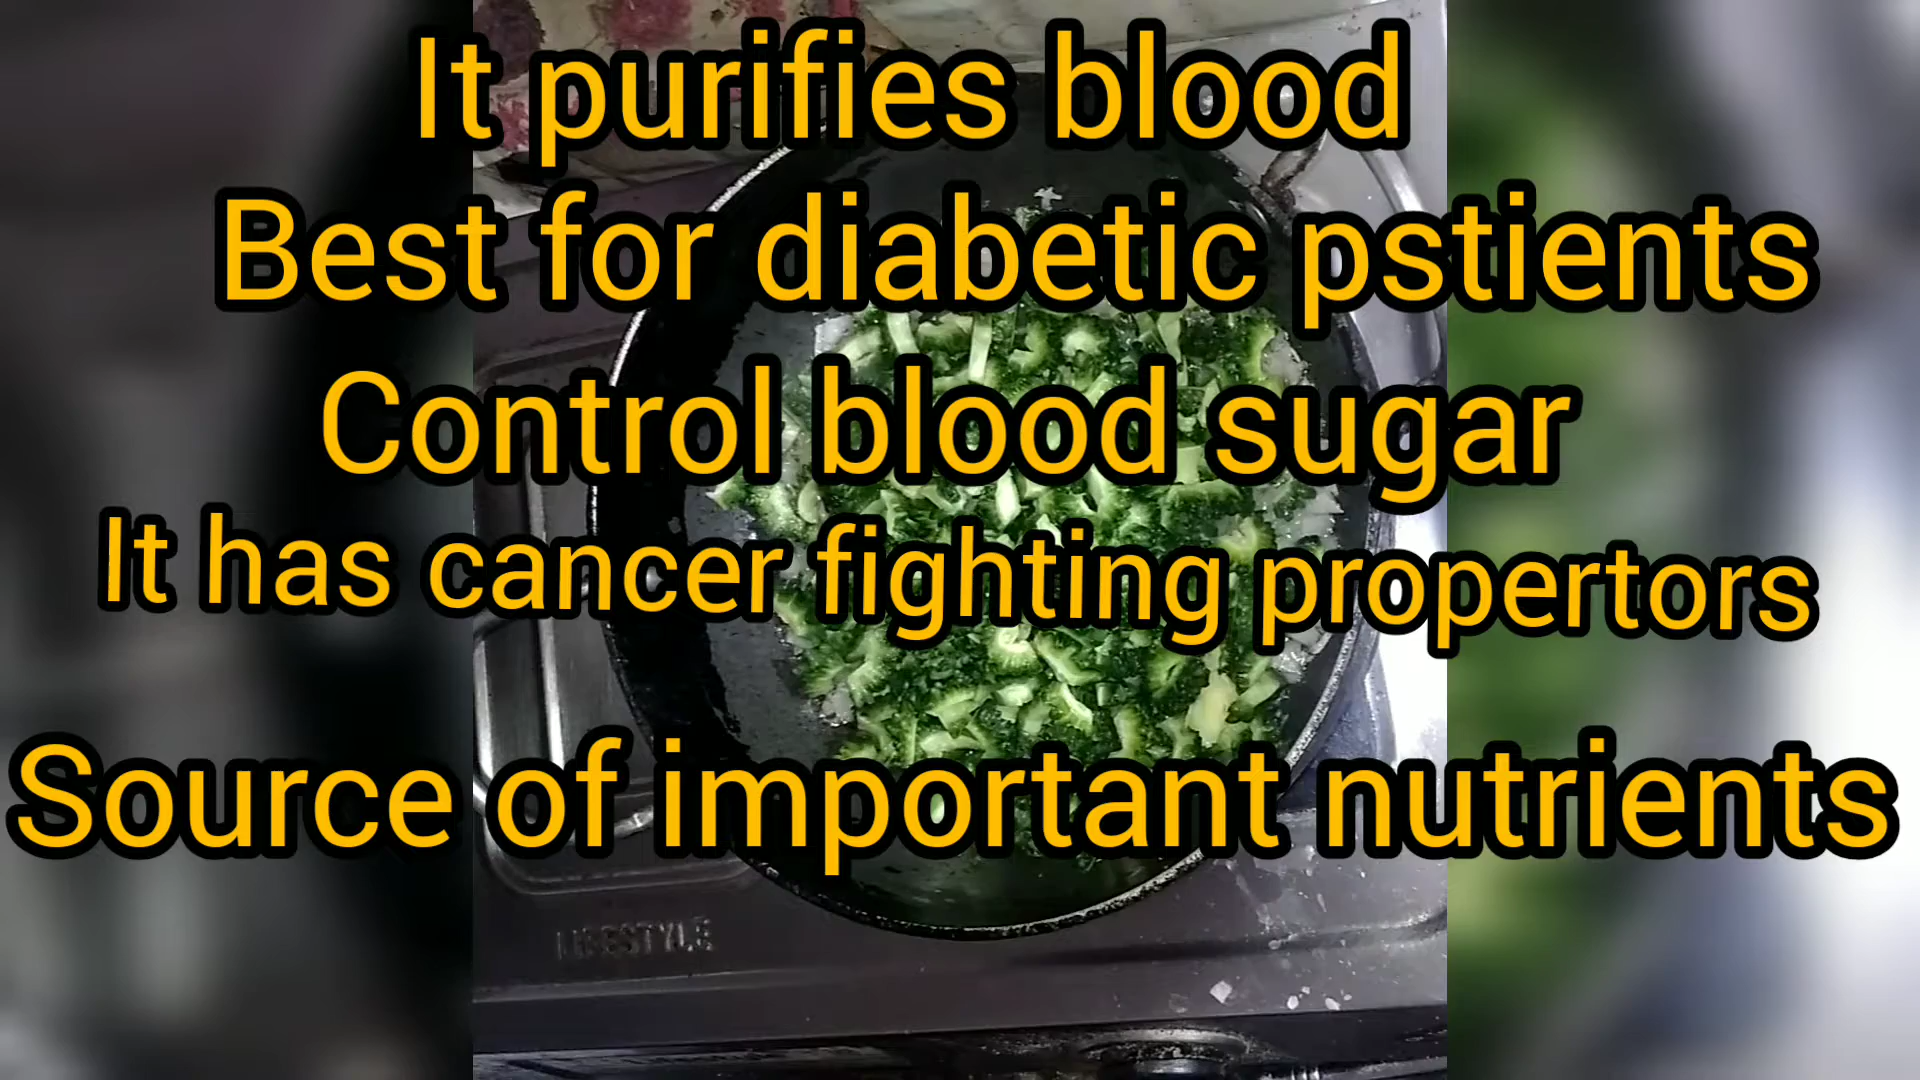 It purifies blood
Best for diabetic pstients
Control blood sugar
It has cancer fighting propertors
Source of important nutrients
LIFESTYLE